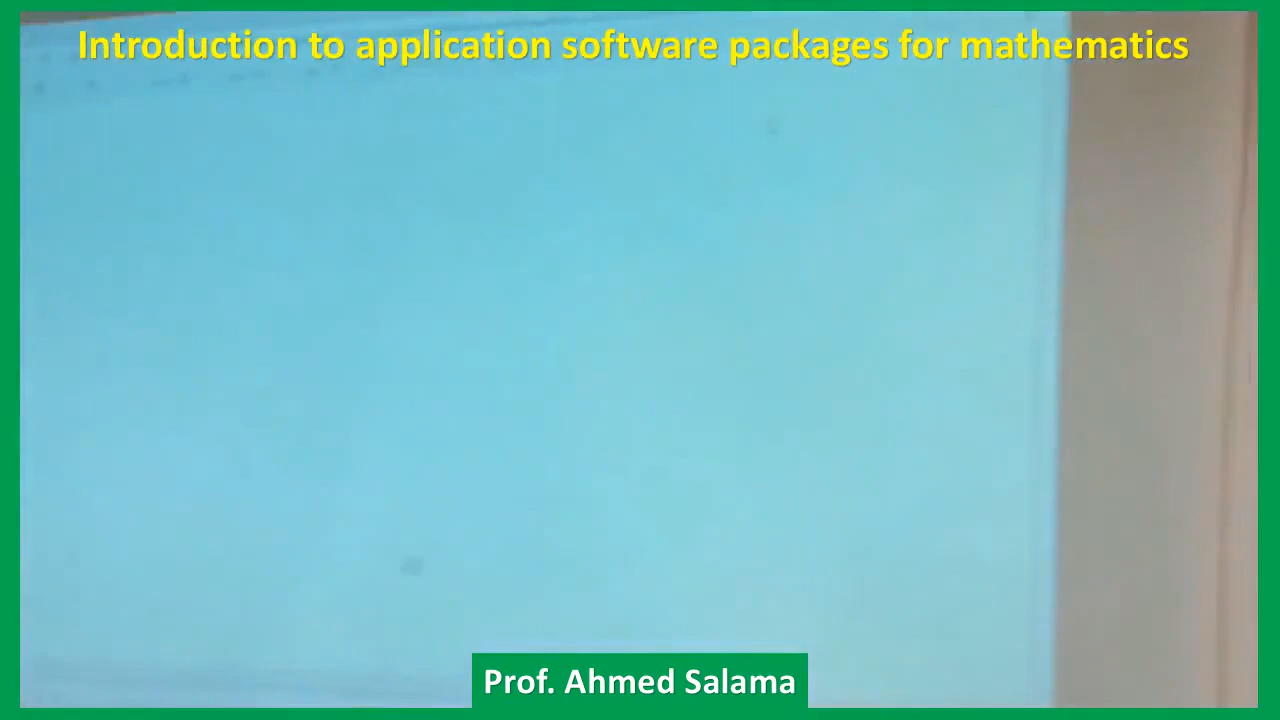 Introduction to application software packages for mathematics
Prof. Ahmed Salama